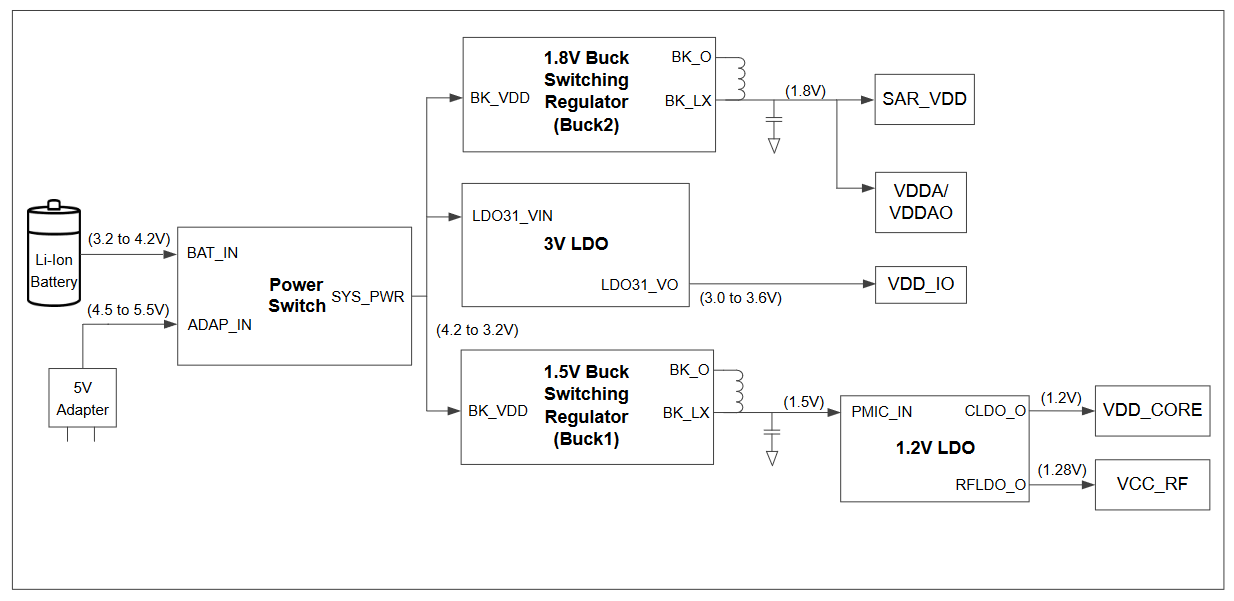 1.8V Buck
Switching
Regulator
(Buck2)
BK_VDD
BK_O
BK_LX
(1.8V)
SAR_VDD
VDDA/
VDDAO
LDO31_VIN
3V LDO
LDO31_VO
(3.0 to 3.6V)
VDD_IO
Li-Ion
Battery
(3.2 to 4.2V)
BAT_IN
Power
Switch
SYS_PWR
(4.5 to 5.5V)
ADAP_IN
5V
Adapter
(4.2 to 3.2V)
1.5V Buck
Switching
Regulator
(Buck1)
BK_VDD
BK_O
BK_LX
(1.5V)
PMIC_IN
1.2V LDO
CLDO_O
(1.2V)
VDD_CORE
RFLDO_O
(1.28V)
VCC_RF